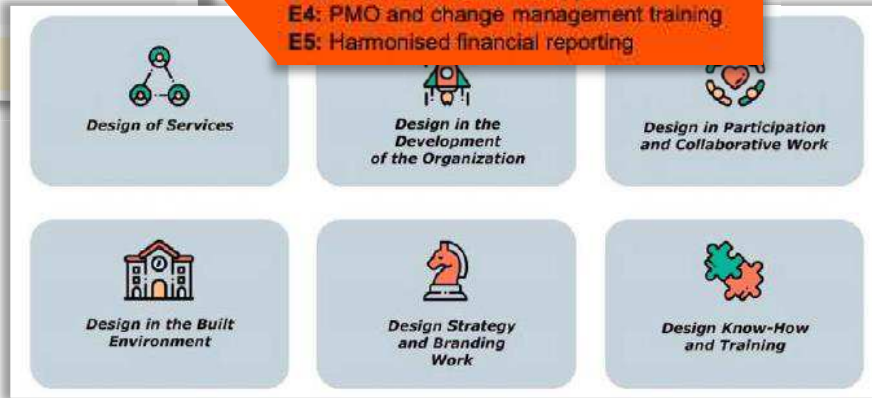 E4: PMO and change management training
E5: Harmonised financial reporting
Design of Services
Design in the
Development
of the Organization
Design in Participation
and Collaborative Work
Design in the Built
Environment
Design Strategy
and Branding
Work
Design Know-How
and Training